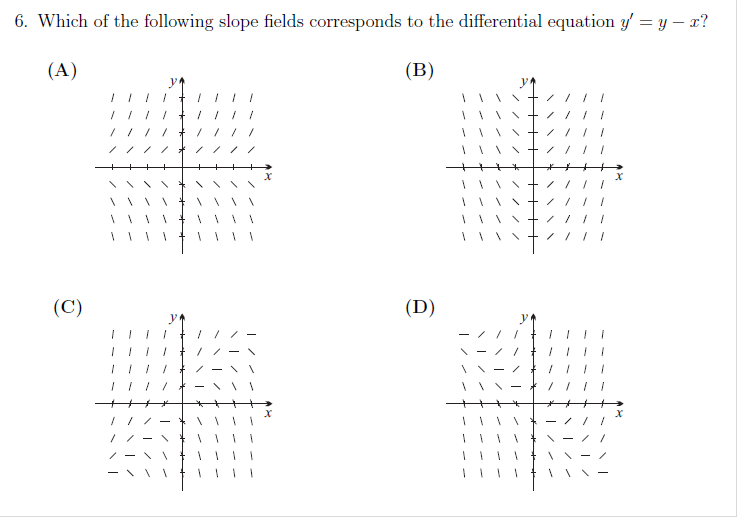 6. Which of the following slope fields corresponds to the differential equation y′ = y − x?
(A) (B)
y y
x x
(C) (D)
y y
x x